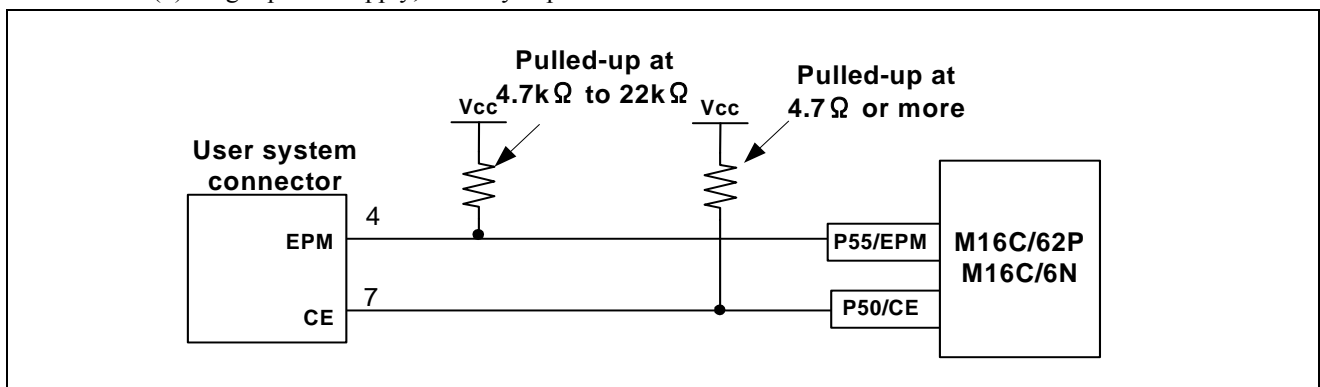 Pulled-up at
4.7kΩ to 22kΩ
Vcc
Pulled-up at
4.7Ω or more
Vcc
User system
connector
4
EPM
7
CE
P55/EPM
P50/CE
M16C/62P
M16C/6N